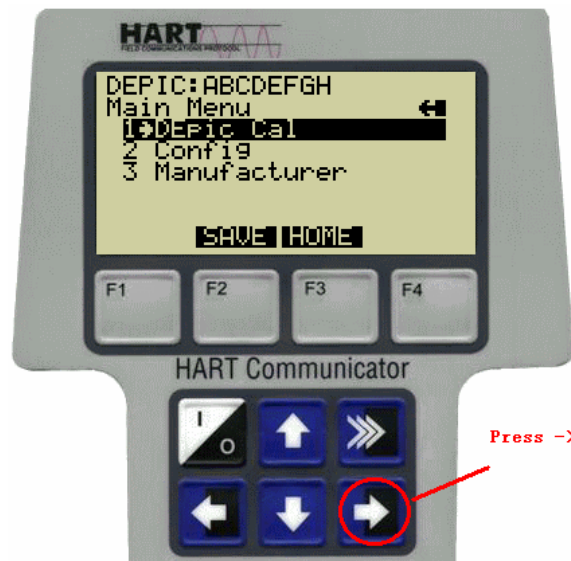 HART
FIELD COMMUNICATIONS PROTOCOL
DEPIC:ABCDEFGH
Main Menu
1→DEpic Cal
2 Config
3 Manufacturer
SAVE HOME
F1 F2 F3 F4
HART Communicator
I
O
Press ->